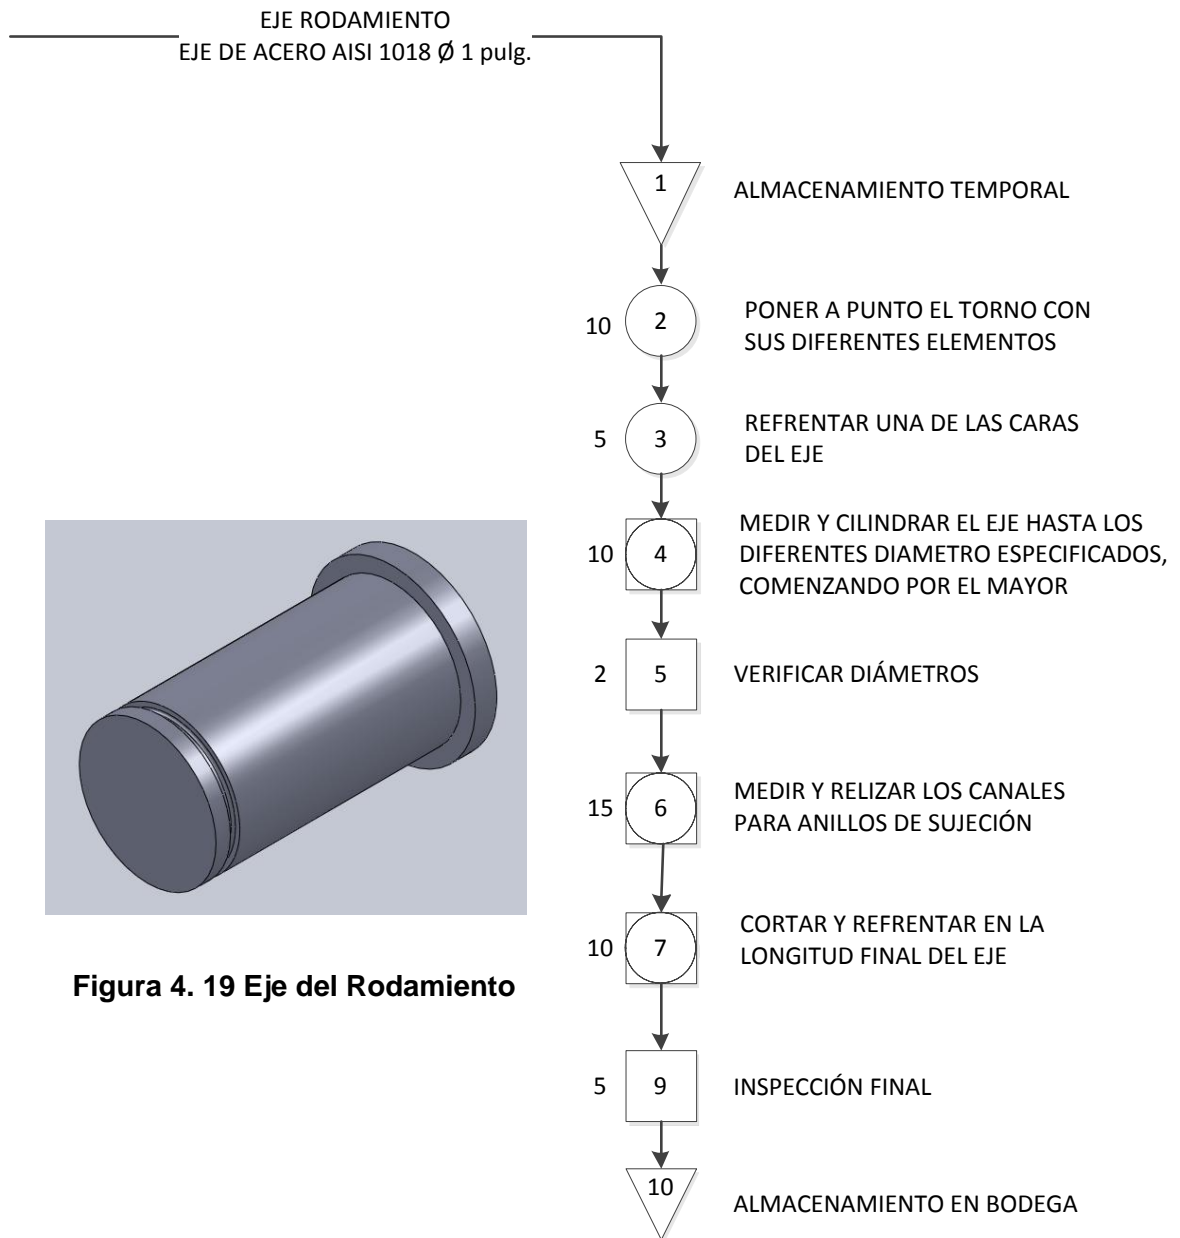 EJE RODAMIENTO
EJE DE ACERO AISI 1018 Ø 1 pulg.
1
ALMACENAMIENTO TEMPORAL
10
2
PONER A PUNTO EL TORNO CON
SUS DIFERENTES ELEMENTOS
5
3
REFRENTAR UNA DE LAS CARAS
DEL EJE
10
4
MEDIR Y CILINDRAR EL EJE HASTA LOS
DIFERENTES DIAMETRO ESPECIFICADOS,
COMENZANDO POR EL MAYOR
2
5
VERIFICAR DIÁMETROS
15
6
MEDIR Y RELIZAR LOS CANALES
PARA ANILLOS DE SUJECIÓN
10
7
CORTAR Y REFRENTAR EN LA
LONGITUD FINAL DEL EJE
Figura 4. 19 Eje del Rodamiento
5
9
INSPECCIÓN FINAL
10
ALMACENAMIENTO EN BODEGA